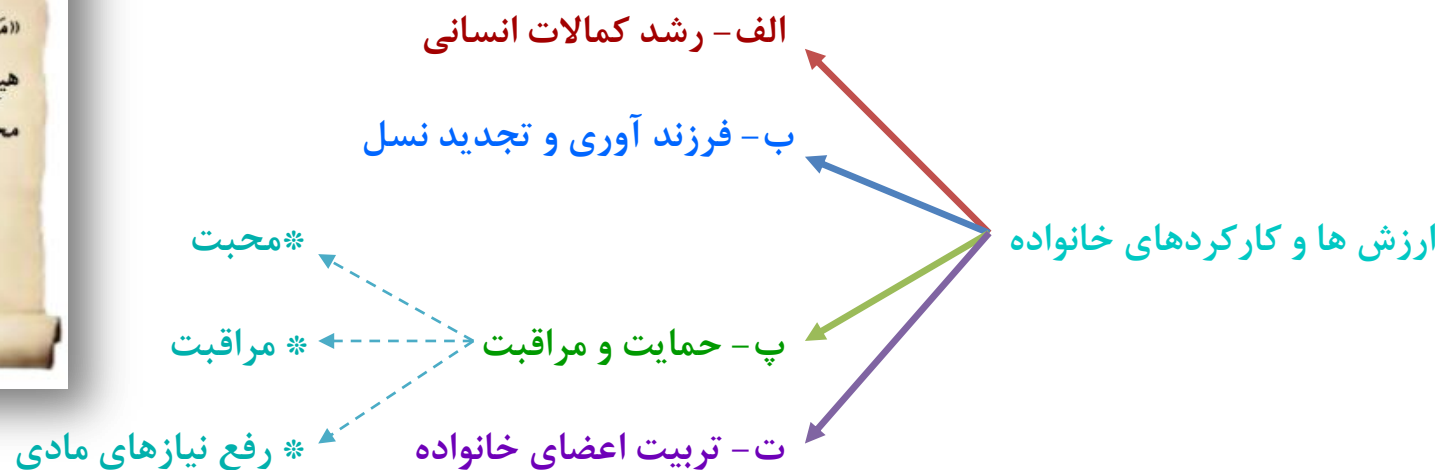 الف- رشد کمالات انسانی
ب- فرزند آوری و تجدید نسل
ارزش ها و کارکردهای خانواده
*محبت
پ- حمایت و مراقبت
* مراقبت
ت- تربیت اعضای خانواده
* رفع نیازهای مادی